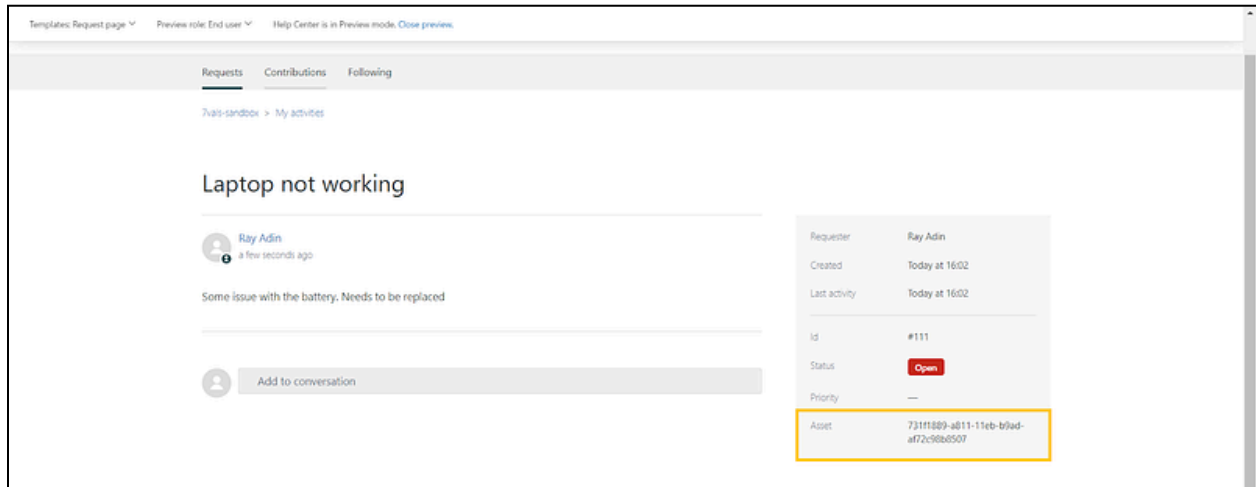 Templates: Request page Preview role: End user Help Center is in Preview mode. Close preview.
Requests Contributions Following
7vals-sandbox > My activities
Laptop not working
Ray Adin
a few seconds ago
Some issue with the battery. Needs to be replaced
Add to conversation
Requester Ray Adin
Created Today at 16:02
Last activity Today at 16:02
Id #111
Status Open
Priority —
Asset 731f1889-a811-11eb-b9ad-
af72c98b8507